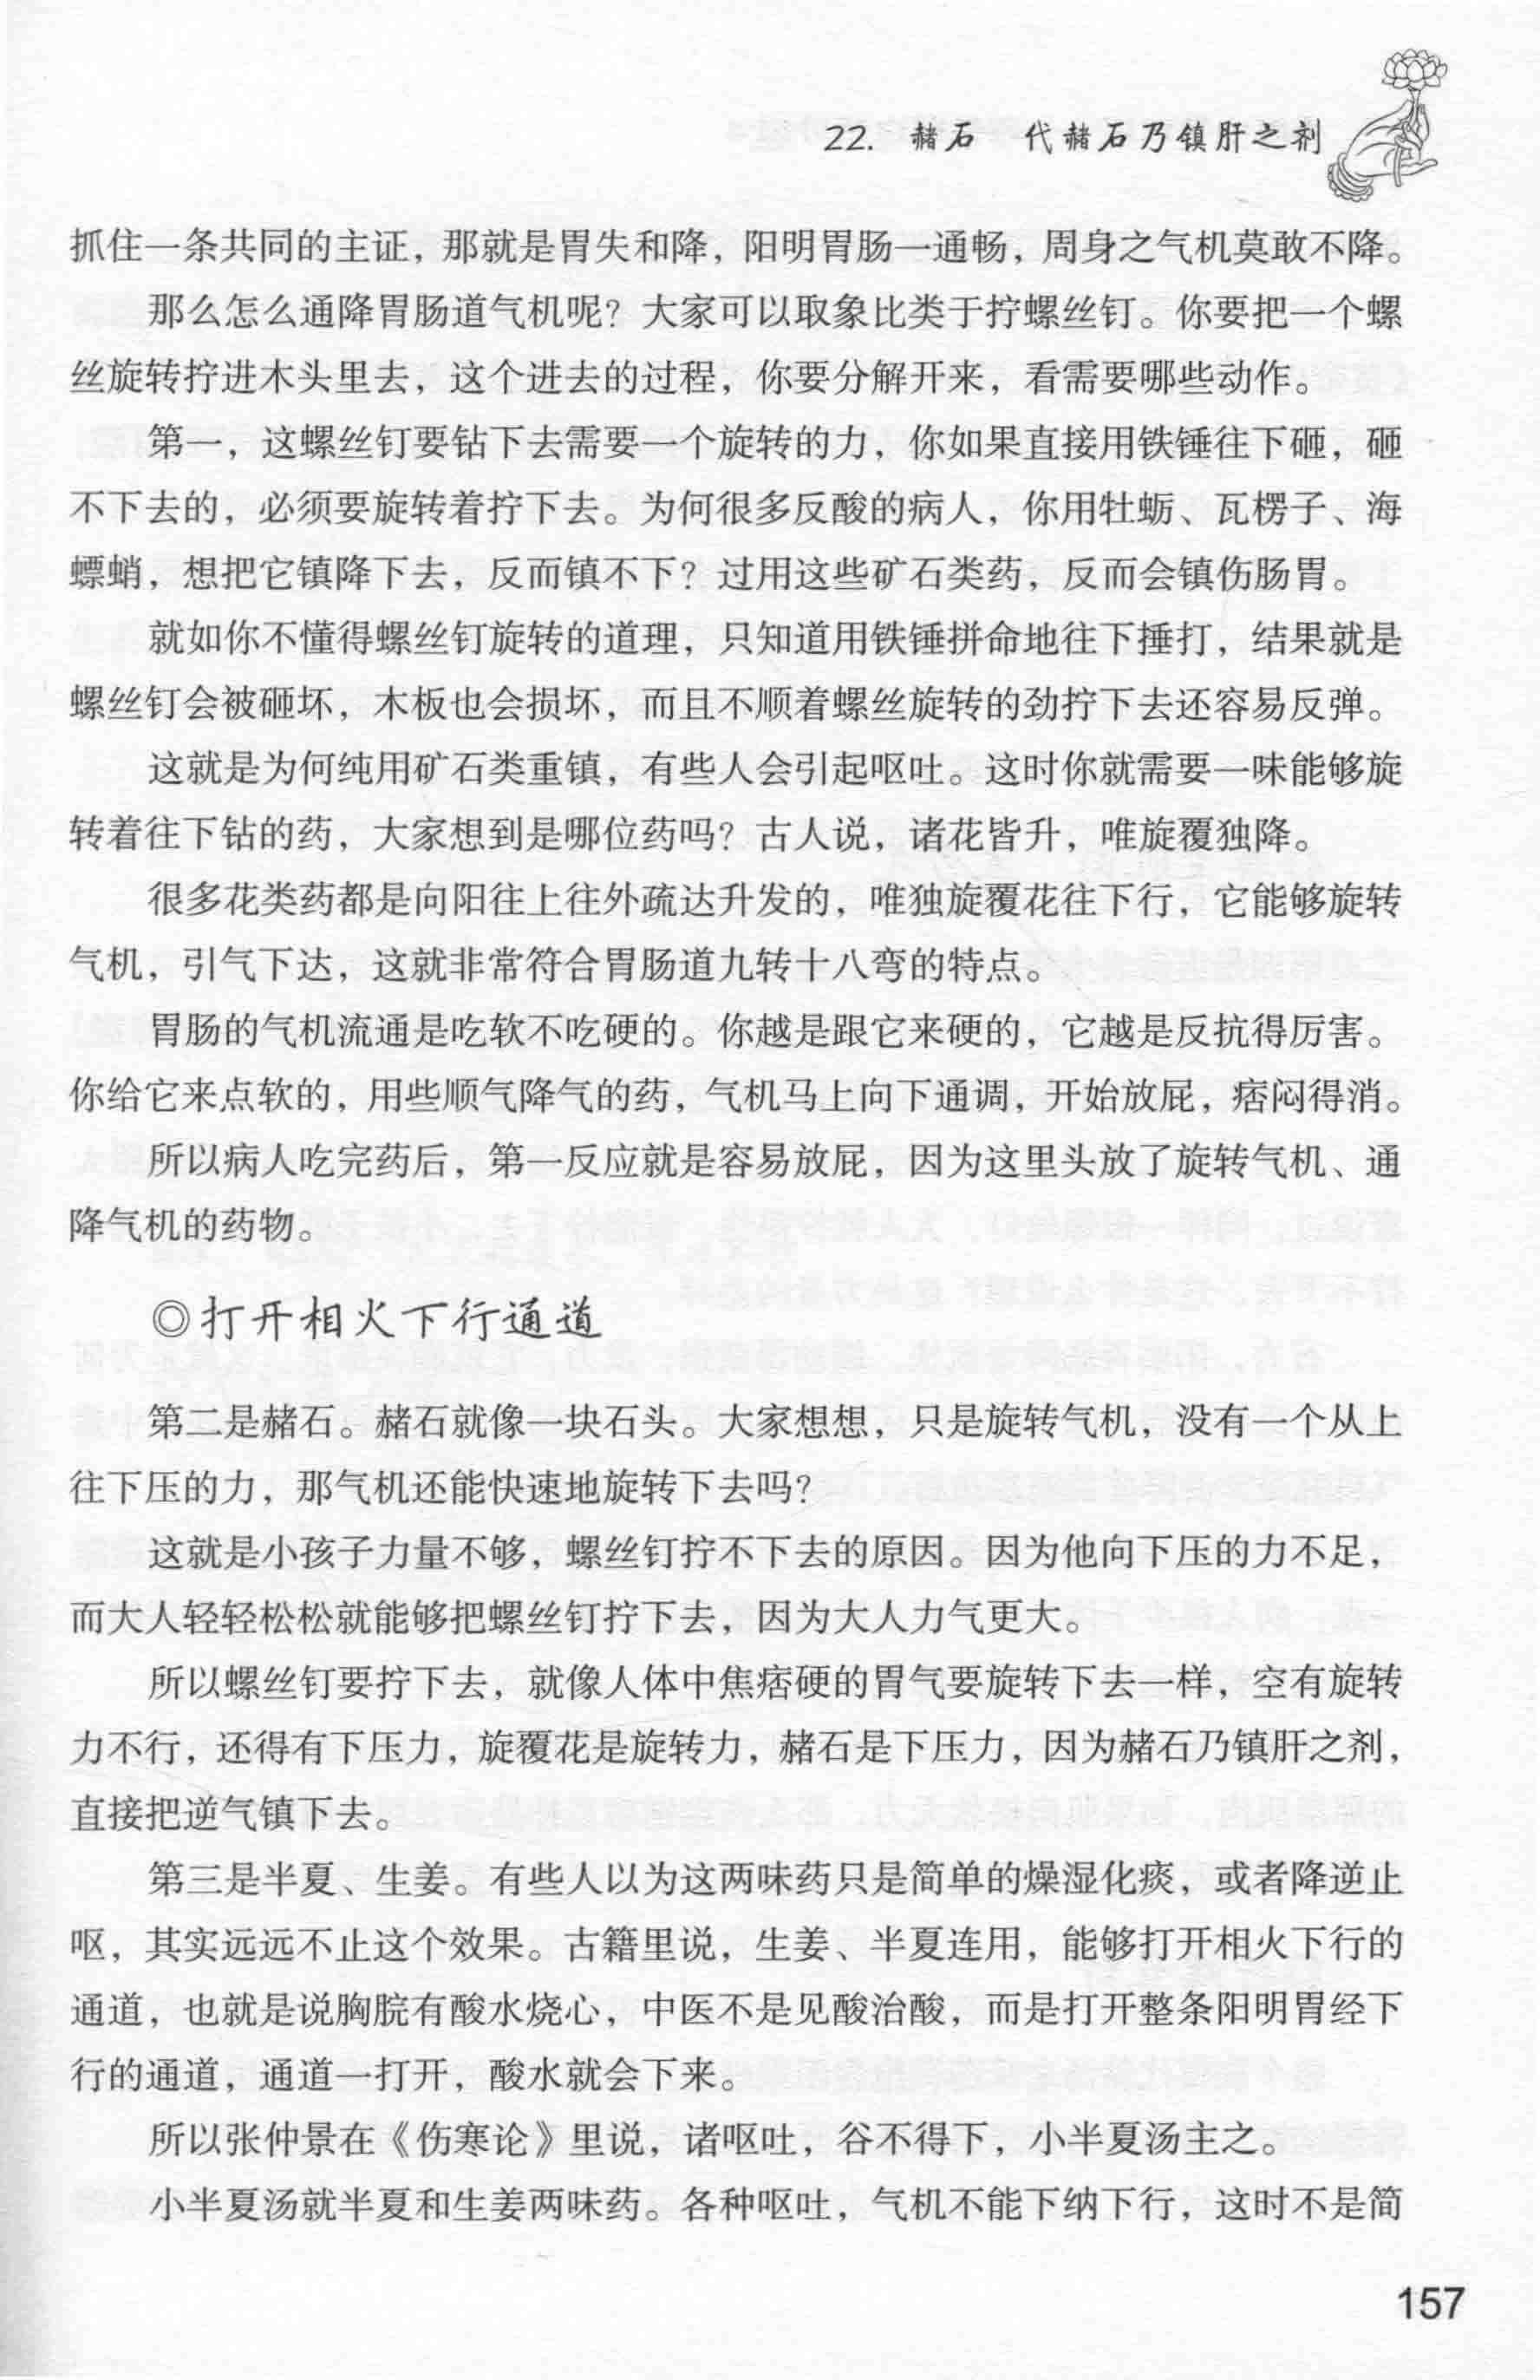 22. 赭石 代赭石乃镇肝之剂
抓住一条共同的主证，那就是胃失和降，阳明胃肠一通畅，周身之气机莫敢不降。
那么怎么通降胃肠道气机呢？大家可以取象比类于拧螺丝钉。你要把一个螺
丝旋转拧进木头里去，这个进去的过程，你要分解开来，看需要哪些动作。
第一，这螺丝钉要钻下去需要一个旋转的力，你如果直接用铁锤往下砸，砸
不下去的，必须要旋转着拧下去。为何很多反酸的病人，你用牡蛎、瓦楞子、海
螵蛸，想把它镇降下去，反而镇不下？过用这些矿石类药，反而会镇伤肠胃。
就如你不懂得螺丝钉旋转的道理，只知道用铁锤拼命地往下捶打，结果就是
螺丝钉会被砸坏，木板也会损坏，而且不顺着螺丝旋转的劲拧下去还容易反弹。
这就是为何纯用矿石类重镇，有些人会引起呕吐。这时你就需要一味能够旋
转着往下钻的药，大家想到是哪位药吗？古人说，诸花皆升，唯旋覆独降。
很多花类药都是向阳往上往外疏达升发的，唯独旋覆花往下行，它能够旋转
气机，引气下达，这就非常符合胃肠道九转十八弯的特点。
胃肠的气机流通是吃软不吃硬的。你越是跟它来硬的，它越是反抗得厉害。
你给它来点软的，用些顺气降气的药，气机马上向下通调，开始放屁，痞闷得消。
所以病人吃完药后，第一反应就是容易放屁，因为这里头放了旋转气机、通
降气机的药物。
◎打开相火下行通道
第二是赭石。赭石就像一块石头。大家想想，只是旋转气机，没有一个从上
往下压的力，那气机还能快速地旋转下去吗？
这就是小孩子力量不够，螺丝钉拧不下去的原因。因为他向下压的力不足，
而大人轻轻松松就能够把螺丝钉拧下去，因为大人力气更大。
所以螺丝钉要拧下去，就像人体中焦痞硬的胃气要旋转下去一样，空有旋转
力不行，还得有下压力，旋覆花是旋转力，赭石是下压力，因为赭石乃镇肝之剂，
直接把逆气镇下去。
第三是半夏、生姜。有些人以为这两味药只是简单的燥湿化痰，或者降逆止
呕，其实远远不止这个效果。古籍里说，生姜、半夏连用，能够打开相火下行的
通道，也就是说胸脘有酸水烧心，中医不是见酸治酸，而是打开整条阳明胃经下
行的通道，通道一打开，酸水就会下来。
所以张仲景在《伤寒论》里说，诸呕吐，谷不得下，小半夏汤主之。
小半夏汤就半夏和生姜两味药。各种呕吐，气机不能下纳下行，这时不是简
157